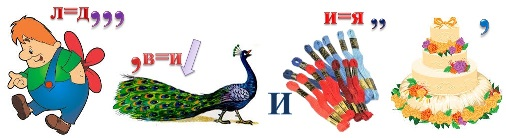 л=д,,,
,в=и
и
и=я ,,
,